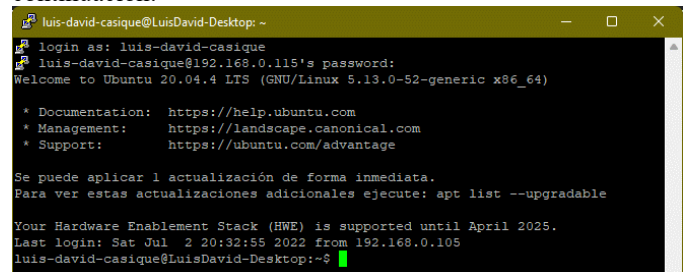 luis-david-casique@LuisDavid-Desktop: ~
login as: luis-david-casique
luis-david-casique@192.168.0.115's password:
Welcome to Ubuntu 20.04.4 LTS (GNU/Linux 5.13.0-52-generic x86_64)
* Documentation: https://help.ubuntu.com
* Management: https://landscape.canonical.com
* Support: https://ubuntu.com/advantage
Se puede aplicar 1 actualización de forma inmediata.
Para ver estas actualizaciones adicionales ejecute: apt list --upgradable
Your Hardware Enablement Stack (HWE) is supported until April 2025.
Last login: Sat Jul  2 20:32:55 2022 from 192.168.0.105
luis-david-casique@LuisDavid-Desktop:~$